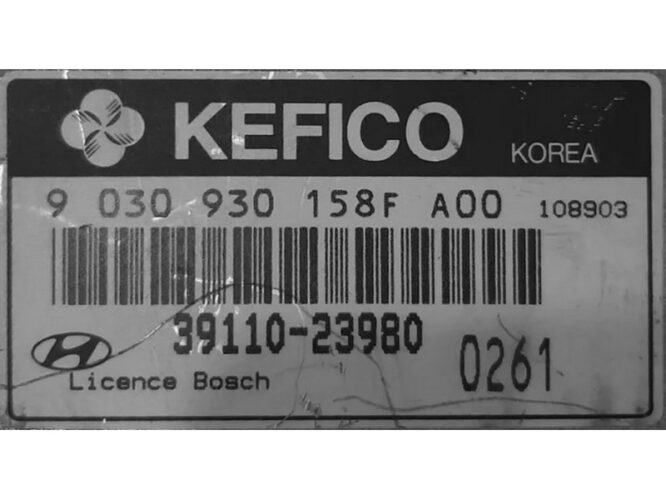 KEFICO
KOREA
9 030 930 158F A00 108903
39110-23980
0261
Licence Bosch